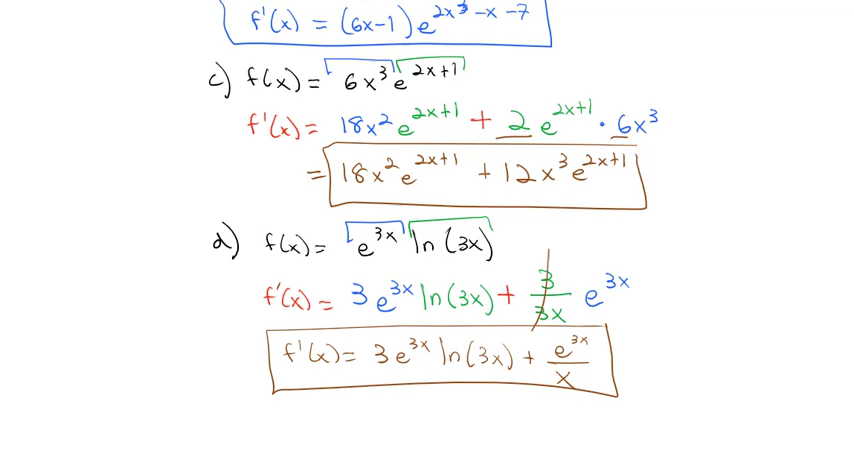 f'(x) = (6x-1) e^{2x^3 -x -7}
c) f(x) = 6x^3 e^{2x+1}
f'(x) = 18x^2 e^{2x+1} + 2 e^{2x+1} · 6x^3
= 18x^2 e^{2x+1} + 12x^3 e^{2x+1}
d) f(x) = e^{3x} ln(3x)
f'(x) = 3e^{3x} ln(3x) + 3/3x e^{3x}
f'(x) = 3e^{3x} ln(3x) + e^{3x}/x